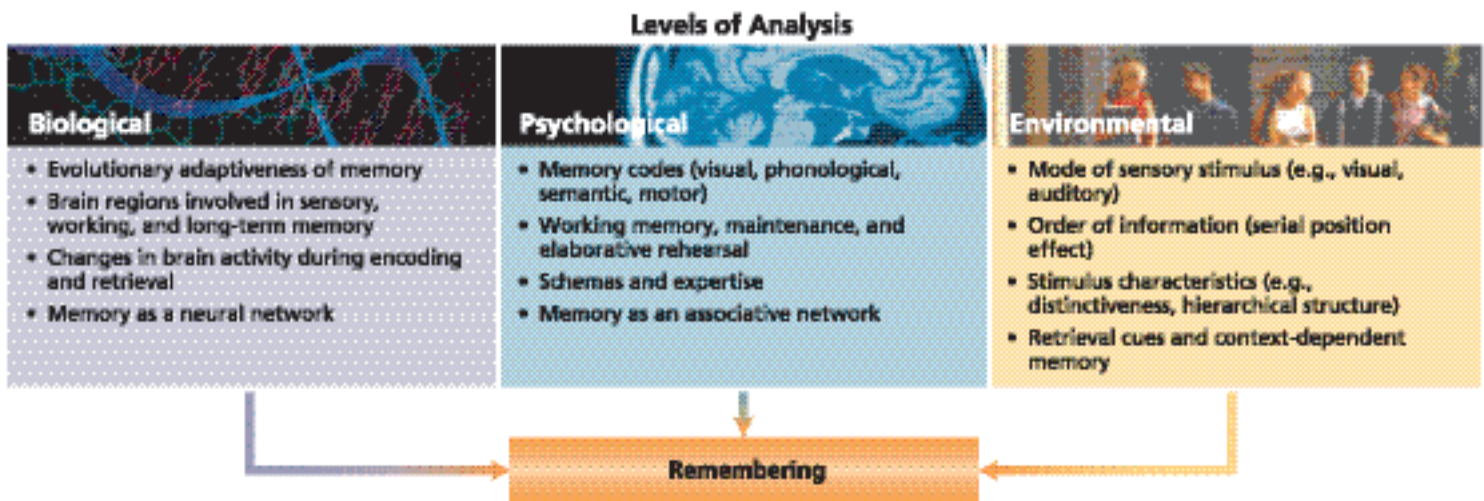 Levels of Analysis
Biological
• Evolutionary adaptiveness of memory
• Brain regions involved in sensory,
working, and long-term memory
• Changes in brain activity during encoding
and retrieval
• Memory as a neural network
Psychological
• Memory codes (visual, phonological,
semantic, motor)
• Working memory, maintenance, and
elaborative rehearsal
• Schemas and expertise
• Memory as an associative network
Environmental
• Mode of sensory stimulus (e.g., visual,
auditory)
• Order of information (serial position
effect)
• Stimulus characteristics (e.g.,
distinctiveness, hierarchical structure)
• Retrieval cues and context-dependent
memory
Remembering